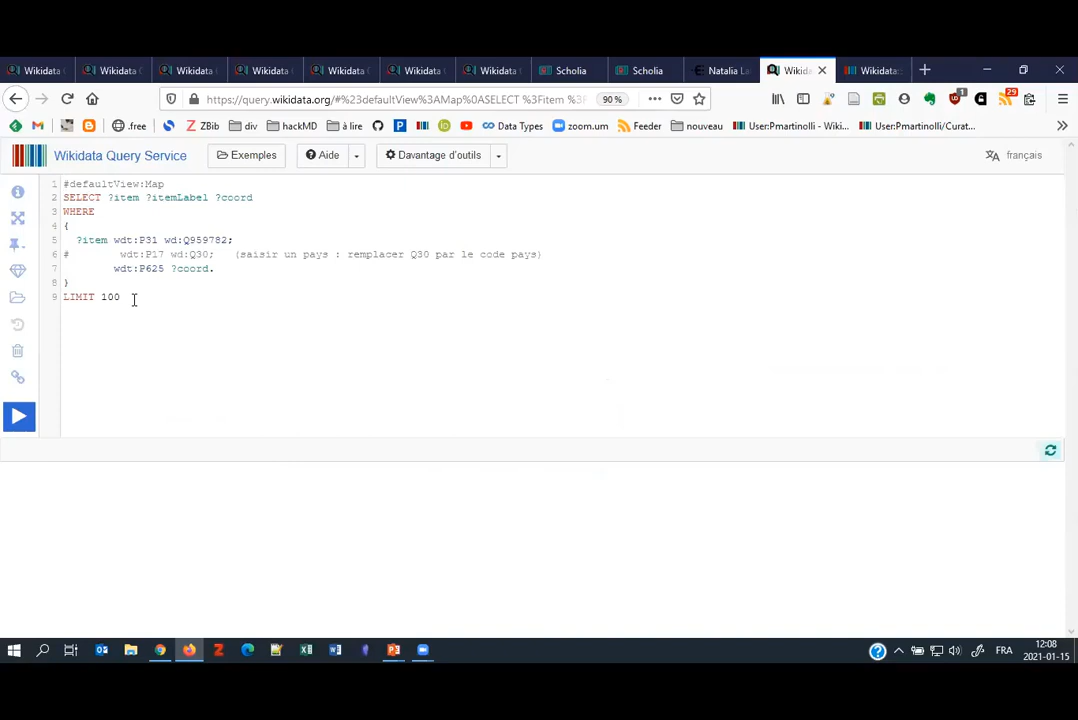 Wikidata Wikidata Wikidata Wikidata Wikidata Wikidata Wikidata Scholia Scholia Natalia La Wikida Wikidata:
https://query.wikidata.org/#%23defaultView%3AMap%0ASELECT %3Fitem %3F 90 % 1 29
.free ZBib div hackMD à lire Data Types zoom.um Feeder nouveau User:Pmartinolli - Wiki... User:Pmartinolli/Curat...
Wikidata Query Service Exemples Aide Davantage d'outils français
1 #defaultView:Map
2 SELECT ?item ?itemLabel ?coord
3 WHERE
4 {
5 ?item wdt:P31 wd:Q959782;
6 # wdt:P17 wd:Q30; (saisir un pays : remplacer Q30 par le code pays)
7 wdt:P625 ?coord.
8 }
9 LIMIT 100
FRA 12:08
2021-01-15